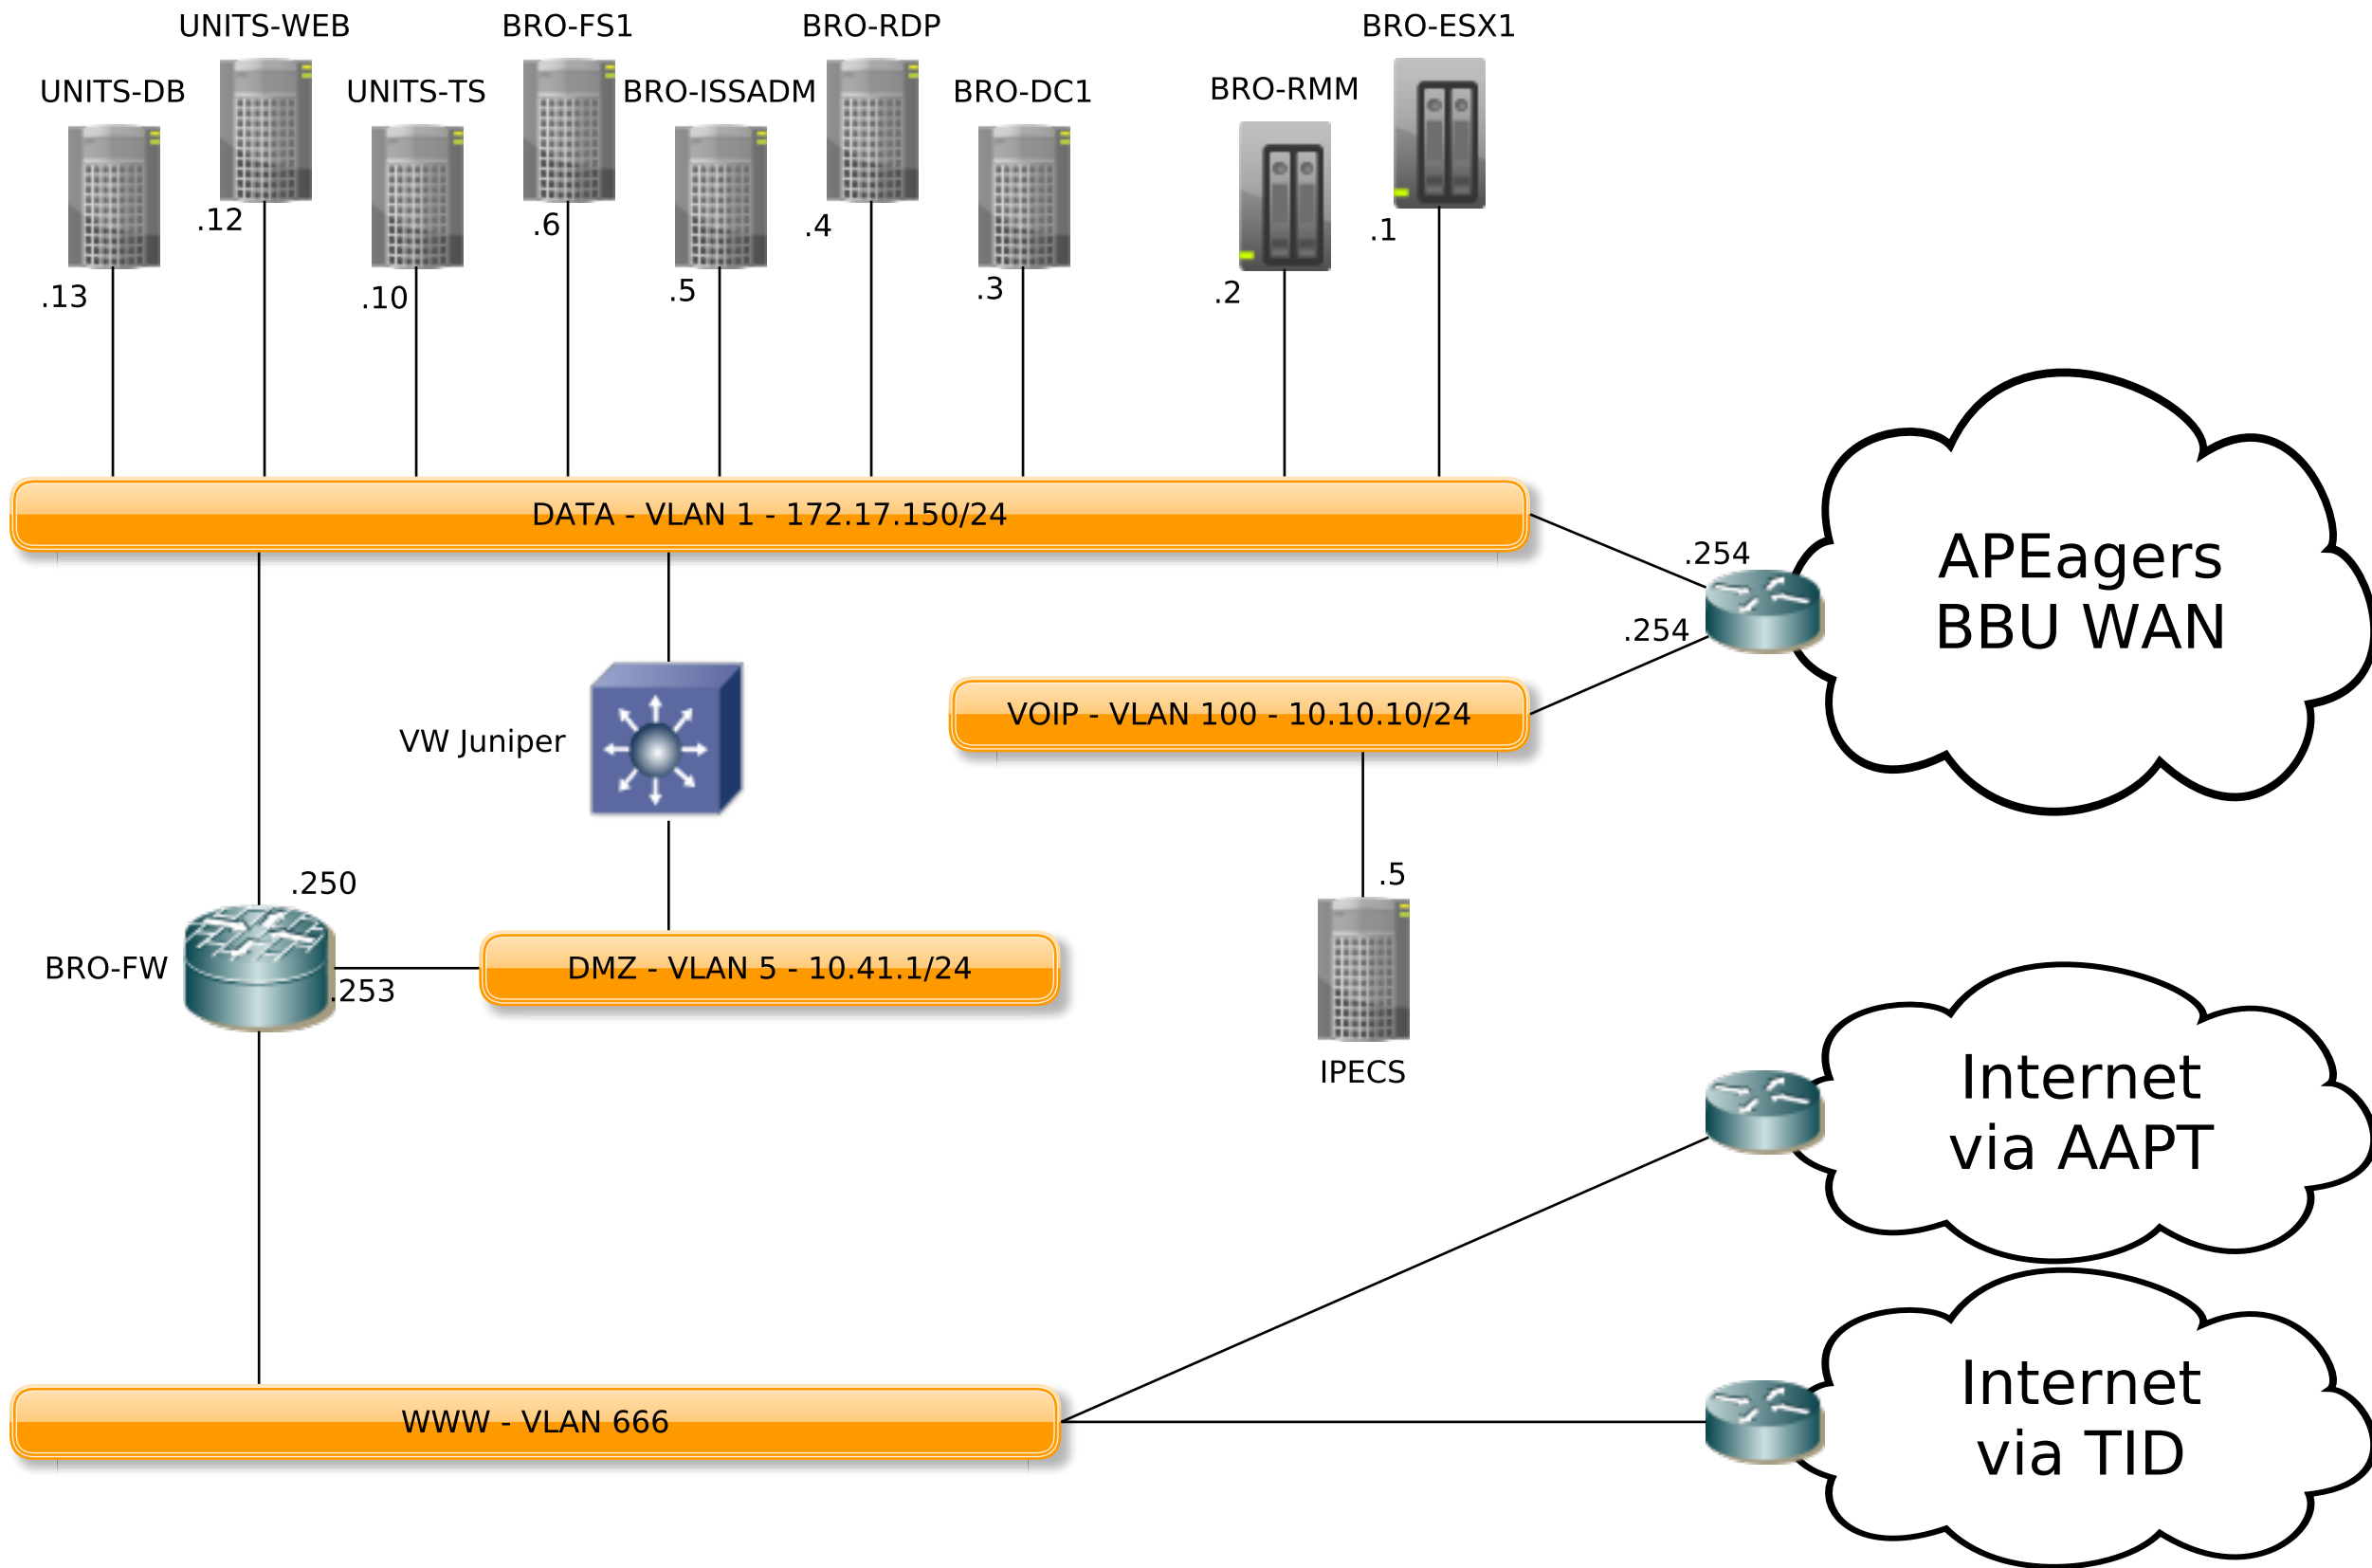 UNITS-WEB
BRO-FS1
BRO-RDP
BRO-ESX1
UNITS-DB
UNITS-TS
BRO-ISSADM
BRO-DC1
BRO-RMM
.12
.6
.4
.1
.13
.10
.5
.3
.2
DATA - VLAN 1 - 172.17.150/24
.254
APEagers
BBU WAN
.254
VOIP - VLAN 100 - 10.10.10/24
VW Juniper
.250
.5
BRO-FW
DMZ - VLAN 5 - 10.41.1/24
.253
IPECS
Internet
via AAPT
WWW - VLAN 666
Internet
via TID